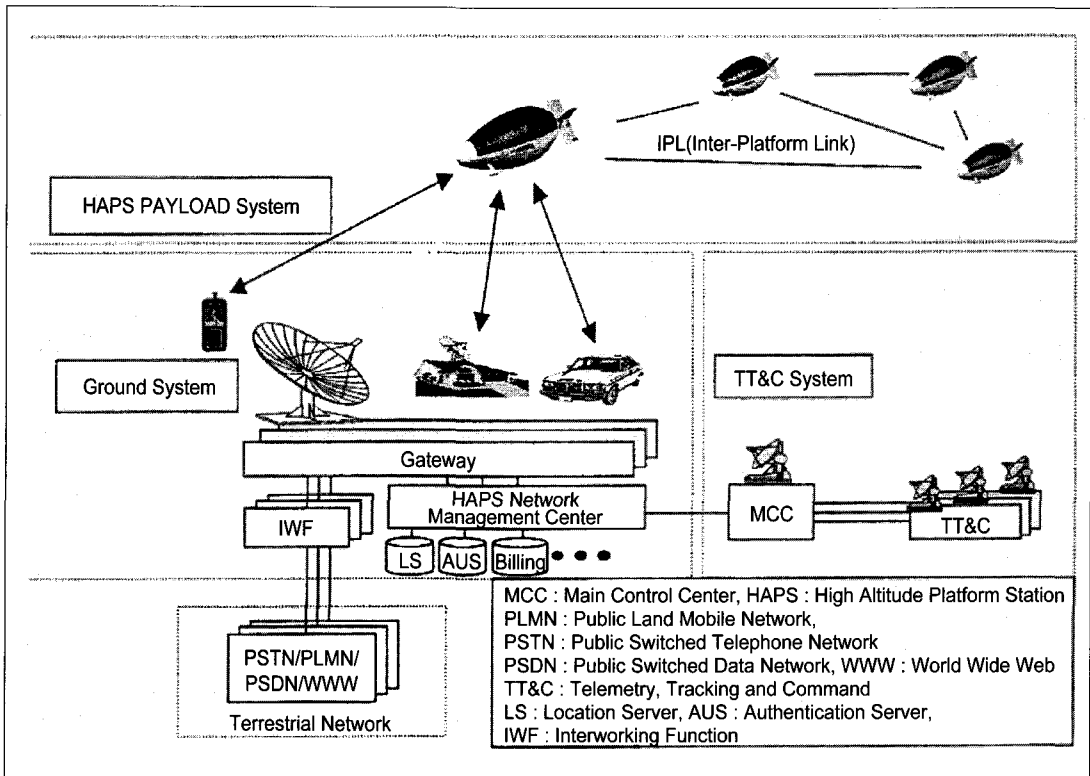 IPL(Inter-Platform Link)
HAPS PAYLOAD System
Ground System
TT&C System
Gateway
HAPS Network
Management Center
IWF
MCC
TT&C
LS
AUS
Billing
PSTN/PLMN/
PSDN/WWW
Terrestrial Network
MCC : Main Control Center, HAPS : High Altitude Platform Station
PLMN : Public Land Mobile Network,
PSTN : Public Switched Telephone Network
PSDN : Public Switched Data Network, WWW : World Wide Web
TT&C : Telemetry, Tracking and Command
LS : Location Server, AUS : Authentication Server,
IWF : Interworking Function